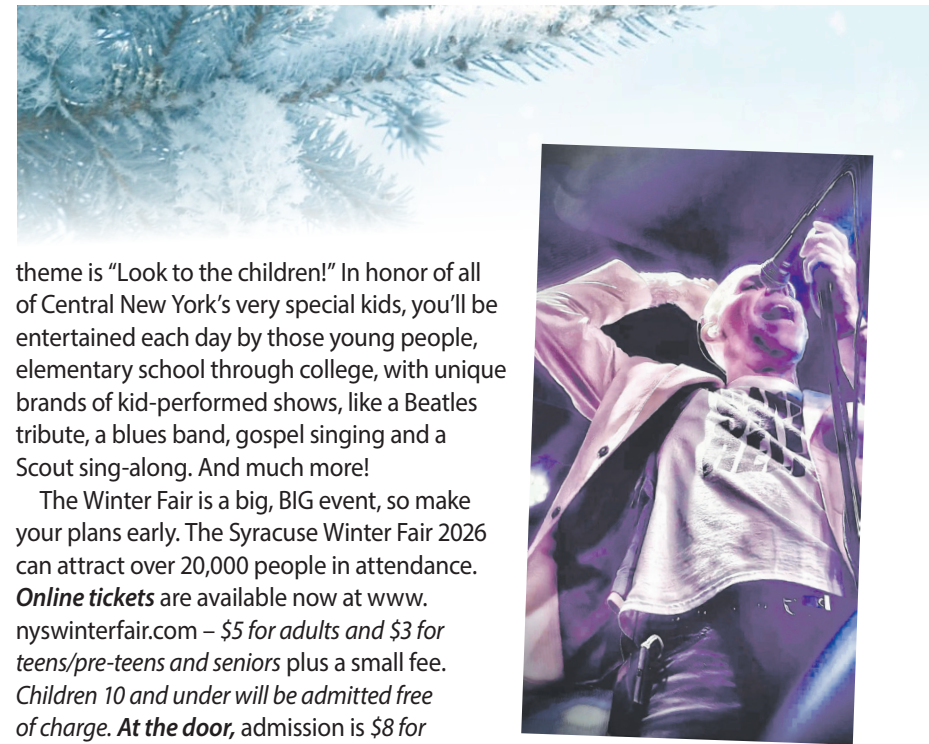 theme is “Look to the children!” In honor of all
of Central New York’s very special kids, you’ll be
entertained each day by those young people,
elementary school through college, with unique
brands of kid-performed shows, like a Beatles
tribute, a blues band, gospel singing and a
Scout sing-along. And much more!
The Winter Fair is a big, BIG event, so make
your plans early. The Syracuse Winter Fair 2026
can attract over 20,000 people in attendance.
Online tickets are available now at www.
nyswinterfair.com – $5 for adults and $3 for
teens/pre-teens and seniors plus a small fee.
Children 10 and under will be admitted free
of charge. At the door, admission is $8 for